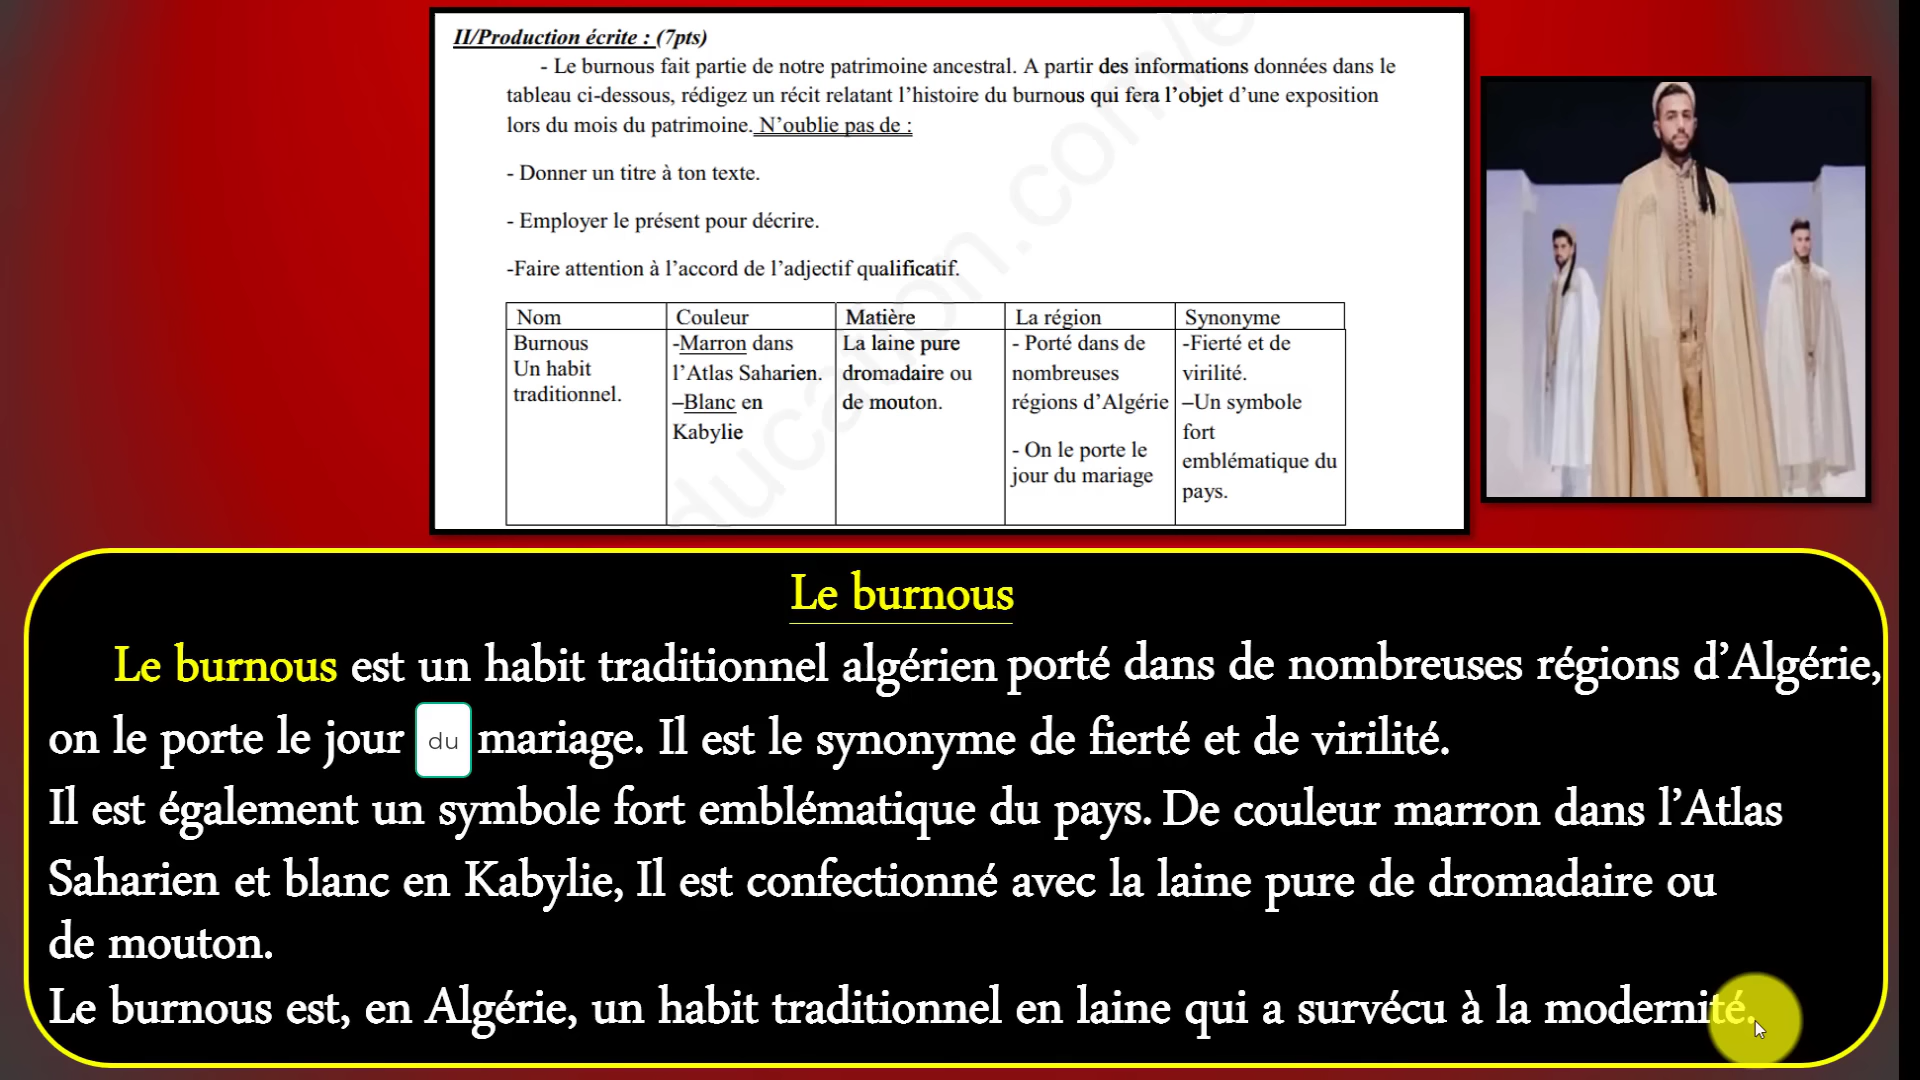 II/Production écrite : (7pts)
- Le burnous fait partie de notre patrimoine ancestral. A partir des informations données dans le
tableau ci-dessous, rédigez un récit relatant l’histoire du burnous qui fera l’objet d’une exposition
lors du mois du patrimoine. N’oublie pas de :
- Donner un titre à ton texte.
- Employer le présent pour décrire.
-Faire attention à l’accord de l’adjectif qualificatif.
Nom Couleur Matière La région Synonyme
Burnous
Un habit
traditionnel.
-Marron dans
l’Atlas Saharien.
–Blanc en
Kabylie
La laine pure
dromadaire ou
de mouton.
- Porté dans de
nombreuses
régions d’Algérie
- On le porte le
jour du mariage
-Fierté et de
virilité.
–Un symbole
fort
emblématique du
pays.
ducation.com/e
Le burnous
Le burnous est un habit traditionnel algérien porté dans de nombreuses régions d’Algérie,
on le porte le jour du mariage. Il est le synonyme de fierté et de virilité.
Il est également un symbole fort emblématique du pays. De couleur marron dans l’Atlas
Saharien et blanc en Kabylie, Il est confectionné avec la laine pure de dromadaire ou
de mouton.
Le burnous est, en Algérie, un habit traditionnel en laine qui a survécu à la modernité.